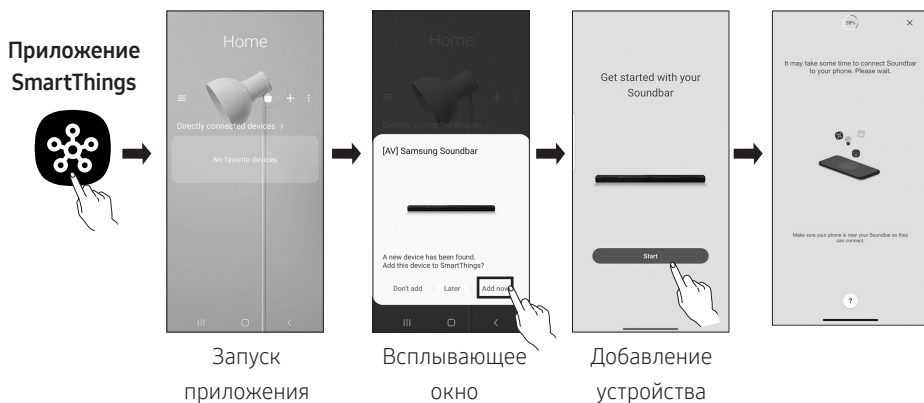 Приложение
SmartThings
Home
Directly connected devices >
No favorite devices
Запуск
приложения
Home
Directly connected devices >
[AV] Samsung Soundbar
A new device has been found.
Add this device to SmartThings?
Don't add
Later
Add now
Всплывающее
окно
Get started with your
Soundbar
Start
Добавление
устройства
It may take some time to connect Soundbar
to your phone. Please wait.
Make sure your phone is near your Soundbar so they
can connect.
?